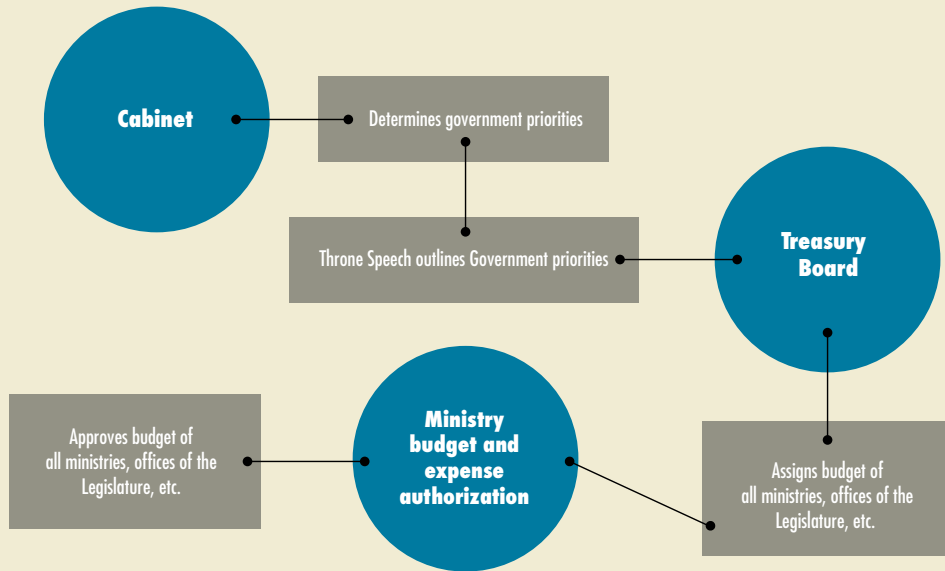 Cabinet
Determines government priorities
Throne Speech outlines Government priorities
Treasury
Board
Assigns budget of
all ministries, offices of the
Legislature, etc.
Ministry
budget and
expense
authorization
Approves budget of
all ministries, offices of the
Legislature, etc.